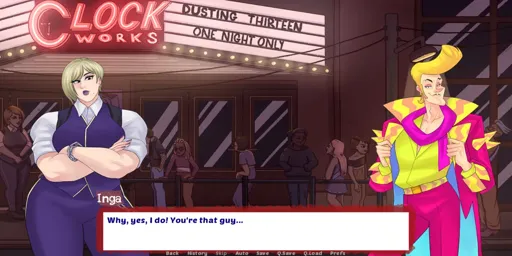 CLOCK
WORKS
DUSTING THIRTEEN
ONE NIGHT ONLY
Inga
Why, yes, I do! You're that guy...
Back History Skip Auto Save Q.Save Q.Load Prefs